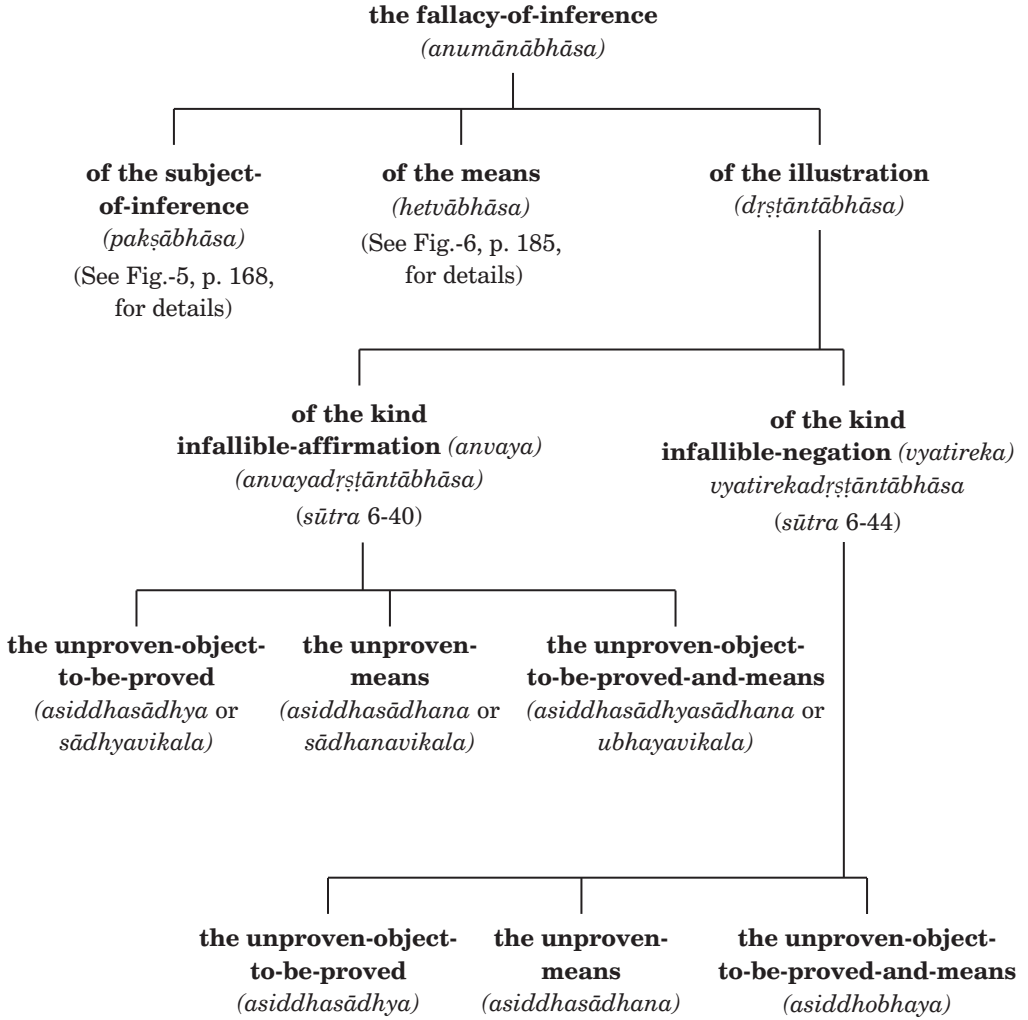 the fallacy-of-inference
(anumānābhāsa)
of the subject-
of-inference
(pakṣābhāsa)
(See Fig.-5, p. 168,
for details)
of the means
(hetvābhāsa)
(See Fig.-6, p. 185,
for details)
of the illustration
(dṛṣṭāntābhāsa)
of the kind
infallible-affirmation (anvaya)
(anvayadṛṣṭāntābhāsa)
(sūtra 6-40)
of the kind
infallible-negation (vyatireka)
vyatirekadṛṣṭāntābhāsa
(sūtra 6-44)
the unproven-object-
to-be-proved
(asiddhasādhya or
sādhyavikala)
the unproven-
means
(asiddhasādhana or
sādhanavikala)
the unproven-object-
to-be-proved-and-means
(asiddhasādhyasādhana or
ubhayavikala)
the unproven-object-
to-be-proved
(asiddhasādhya)
the unproven-
means
(asiddhasādhana)
the unproven-object-
to-be-proved-and-means
(asiddhobhaya)